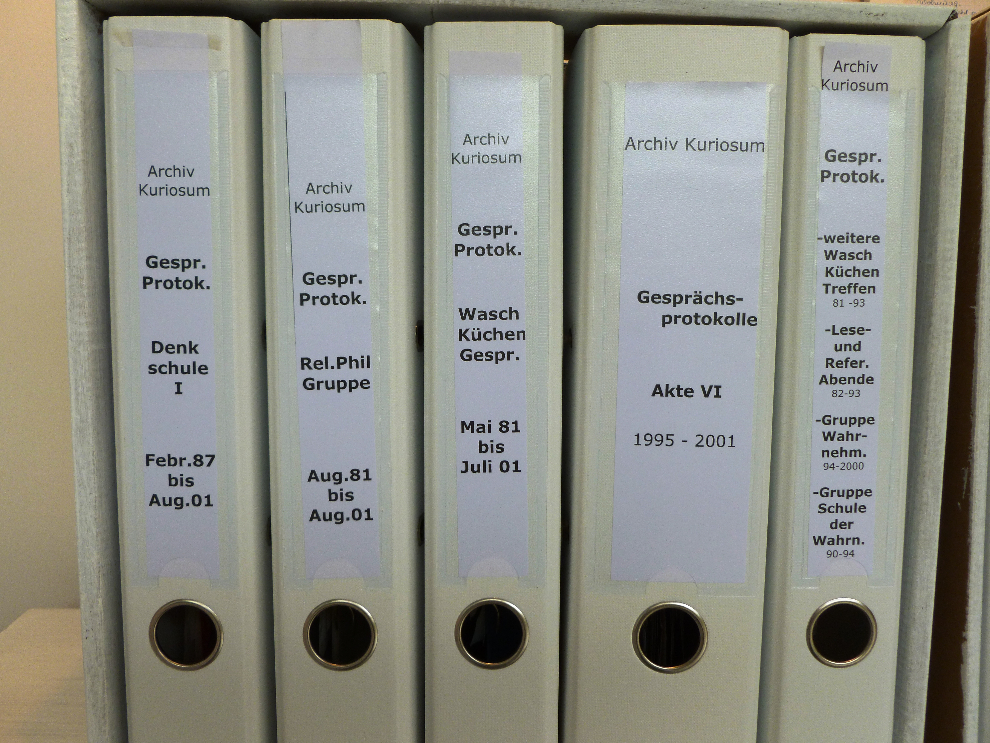 Archiv
Kuriosum
Gespr.
Protok.
Denk
schule
I
Febr.87
bis
Aug.01
Archiv
Kuriosum
Gespr.
Protok.
Rel.Phil
Gruppe
Aug.81
bis
Aug.01
Archiv
Kuriosum
Gespr.
Protok.
Wasch
Küchen
Gespr.
Mai 81
bis
Juli 01
Archiv Kuriosum
Gesprächs-
protokolle
Akte VI
1995 - 2001
Archiv
Kuriosum
Gespr.
Protok.
-weitere
Wasch
Küchen
Treffen
81 -93
-Lese-
und
Refer.
Abende
82-93
-Gruppe
Wahr-
nehm.
94-2000
-Gruppe
Schule
der
Wahrn.
90-94